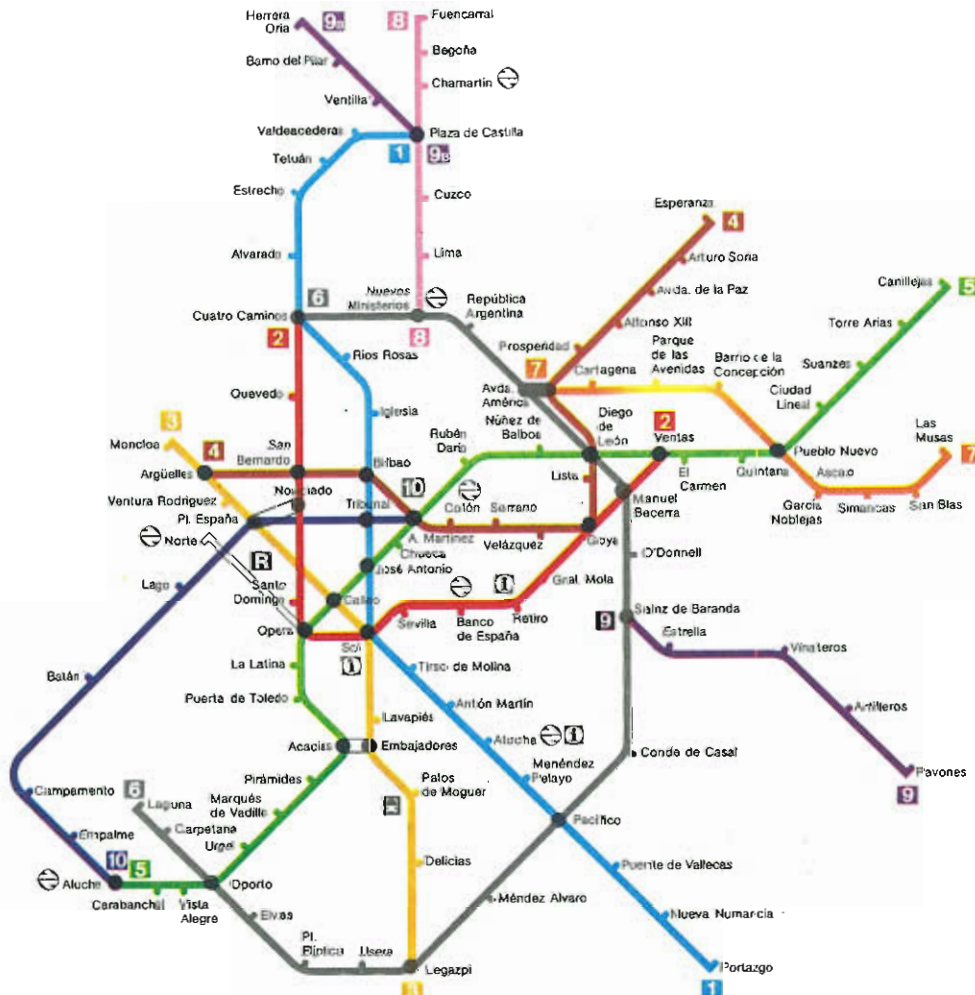 Herrera
Oria
9B
8
Fuencarral
Barrio del Pilar
Begoña
Chamartín
Ventilla
Valdeacederas
Plaza de Castilla
1
9B
Tetuán
Estrecho
Cuzco
Esperanza
4
Alvarado
Lima
Arturo Soria
Canillejas
5
6
Nuevos
Ministerios
República
Argentina
Avda. de la Paz
Cuatro Caminos
2
8
Alfonso XIII
Torre Arias
Rios Rosas
Prosperidad
Parque
de las
Avenidas
Barrio de la
Concepción
Suanzes
Cartagena
7
Avda.
América
Ciudad
Lineal
Quevedo
Iglesia
Núñez de
Balboa
Diego
de
León
2
Ventas
Las
Musas
7
3
Moncloa
4
San
Bernardo
Rubén
Darío
Pueblo Nuevo
Argüelles
Bilbao
Lista
El
Carmen
Quintana
Ascao
Noviciado
10
Ventura Rodriguez
Tribunal
Colón
Serrano
Manuel
Becerra
García
Noblejas
Simancas
San Blas
Pl. España
Norte
A. Martínez
Chueca
Velázquez
Goya
O'Donnell
R
José Antonio
Lago
Santo
Domingo
Callao
i
Gral. Mola
Opera
Sol
i
Sevilla
Banco
de España
Retiro
9
Sainz de Baranda
Estrella
Vinateros
La Latina
Tirso de Molina
Batán
Puerta de Toledo
Antón Martín
Artilleros
Lavapiés
Acacias
Embajadores
Atocha
i
Conde de Casal
Menéndez
Pelayo
Pavones
9
Pirámides
Palos
de Moguer
Campamento
6
Laguna
Marqués
de Vadillo
Pacífico
Carpetana
Empalme
Urgel
10
5
Delicias
Puente de Vallecas
Aluche
Oporto
Carabanchel
Vista
Alegre
Méndez Alvaro
Elvas
Nueva Numancia
Pl.
Elíptica
Usera
Legazpi
Portazgo
3
1